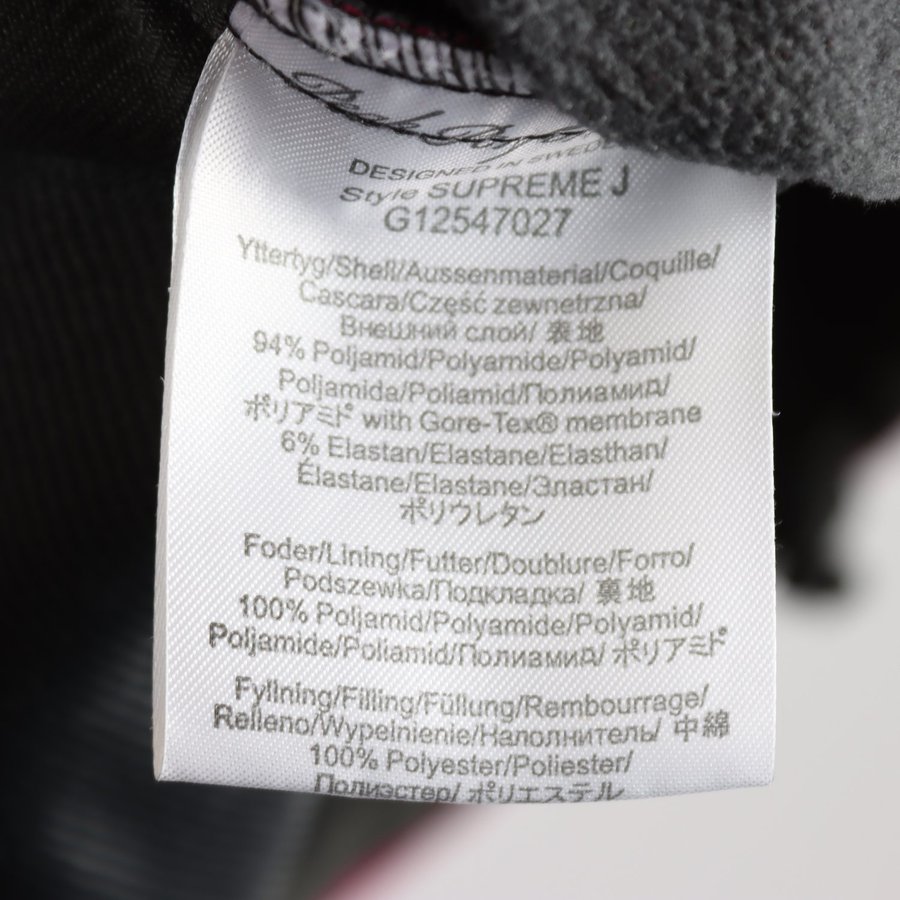 Peak
DESIGNED IN SWEDE
Style SUPREME J
G12547027
Yttertyg/Shell/Aussenmaterial/Coquille/
Cascara/Część zewnetrzna/
Внешний слой/ 表地
94% Poljamid/Polyamide/Polyamid/
Poljamida/Poliamid/Полиамид/
ポリアミド with Gore-Tex® membrane
6% Elastan/Elastane/Elasthan/
Élastane/Elastane/Эластан/
ポリウレタン
Foder/Lining/Futter/Doublure/Forro/
Podszewka/Подкладка/ 裏地
100% Poljamid/Polyamide/Polyamid/
Poljamide/Poliamid/Полиамид/ ポリアミド
Fyllning/Filling/Füllung/Rembourrage/
Relleno/Wypełnienie/Наполнитель/ 中綿
100% Polyester/Poliester/
Полиэстер/ ポリエステル